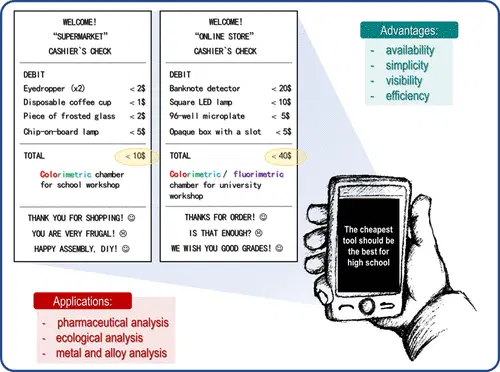 WELCOME!
“SUPERMARKET”
CASHIER`S CHECK
DEBIT
Eyedropper (x2) < 2$
Disposable coffee cup < 1$
Piece of frosted glass < 2$
Chip-on-board lamp < 5$
TOTAL < 10$
Colorimetric chamber
for school workshop
THANK YOU FOR SHOPPING! ☺
YOU ARE VERY FRUGAL! ☹
HAPPY ASSEMBLY, DIY! ☺
WELCOME!
“ONLINE STORE”
CASHIER`S CHECK
DEBIT
Banknote detector < 20$
Square LED lamp < 10$
96-well microplate < 5$
Opaque box with a slot < 5$
TOTAL < 40$
Colorimetric / fluorimetric
chamber for university
workshop
THANKS FOR ORDER! ☺
IS THAT ENOUGH? ☹
WE WISH YOU GOOD GRADES! ☺
Advantages:
- availability
- simplicity
- visibility
- efficiency
The cheapest
tool should be
the best for
high school
Applications:
- pharmaceutical analysis
- ecological analysis
- metal and alloy analysis